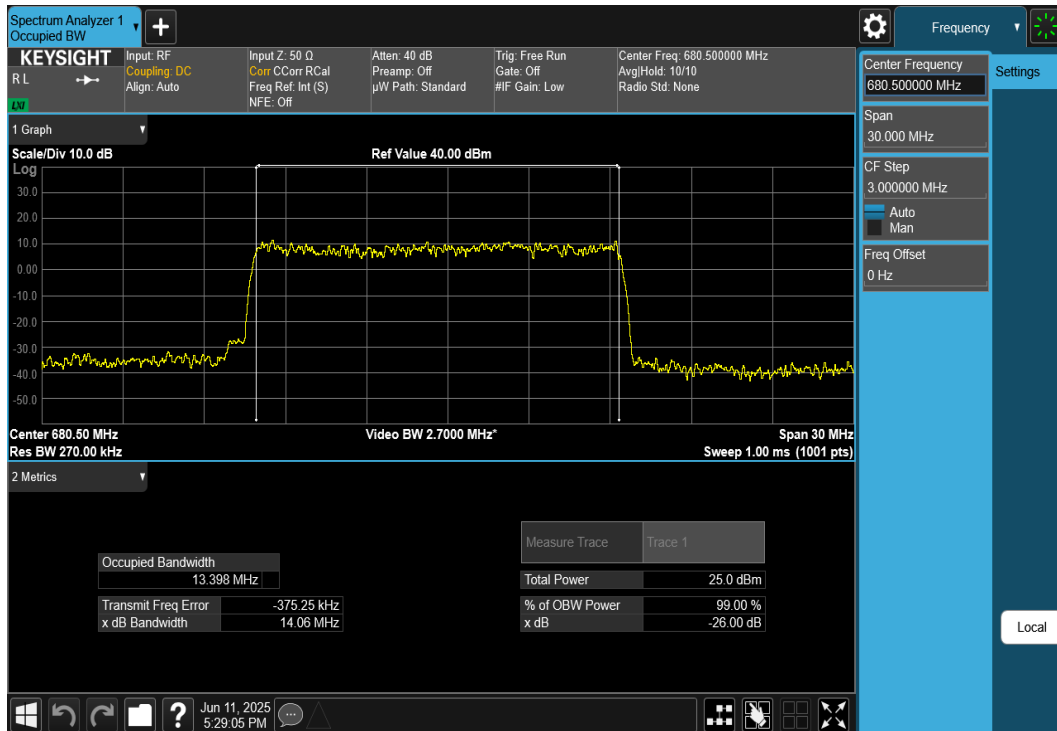 Spectrum Analyzer 1
Occupied BW
Frequency
KEYSIGHT
R L
LXI
Input: RF
Coupling: DC
Align: Auto
Input Z: 50 Ω
Corr CCorr RCal
Freq Ref: Int (S)
NFE: Off
Atten: 40 dB
Preamp: Off
µW Path: Standard
Trig: Free Run
Gate: Off
#IF Gain: Low
Center Freq: 680.500000 MHz
Avg|Hold: 10/10
Radio Std: None
Center Frequency
680.500000 MHz
Settings
Span
30.000 MHz
CF Step
3.000000 MHz
Auto
Man
Freq Offset
0 Hz
Local
1 Graph
Scale/Div 10.0 dB
Ref Value 40.00 dBm
Log
30.0
20.0
10.0
0.00
-10.0
-20.0
-30.0
-40.0
-50.0
Center 680.50 MHz
Video BW 2.7000 MHz*
Span 30 MHz
Res BW 270.00 kHz
Sweep 1.00 ms (1001 pts)
2 Metrics
Measure Trace
Trace 1
Occupied Bandwidth
13.398 MHz
Total Power
25.0 dBm
Transmit Freq Error
-375.25 kHz
% of OBW Power
99.00 %
x dB Bandwidth
14.06 MHz
x dB
-26.00 dB
Jun 11, 2025
5:29:05 PM